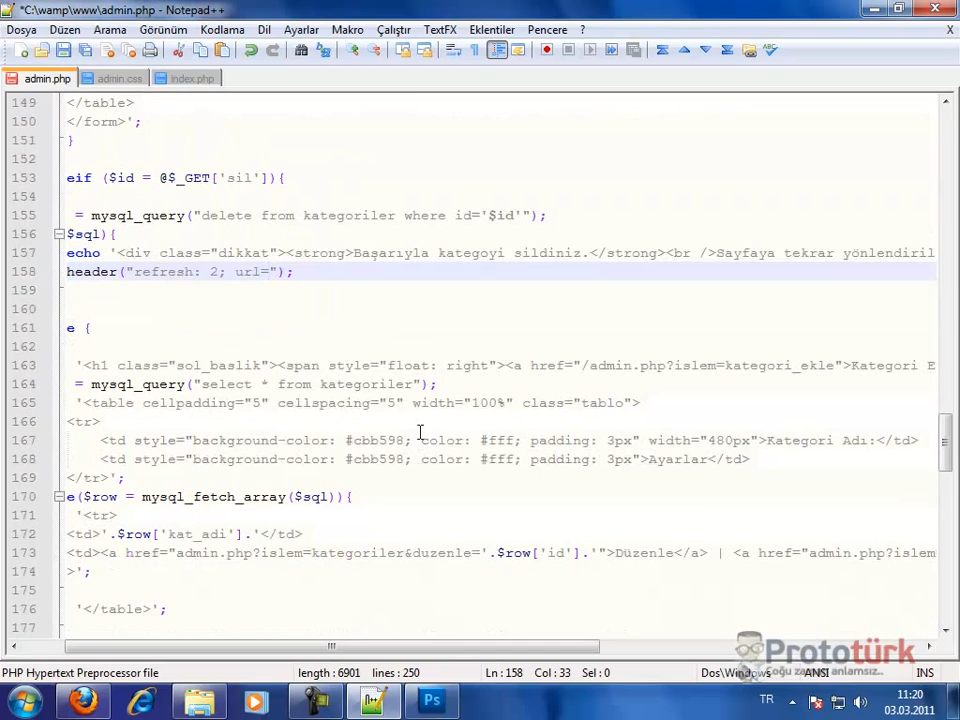 *C:\wamp\www\admin.php - Notepad++
Dosya Düzen Arama Görünüm Kodlama Dil Ayarlar Makro Çalıştır TextFX Eklentiler Pencere ? X
admin.php admin.css index.php
149 </table>
150 </form>';
151 }
152
153 eif ($id = @$_GET['sil']){
154
155 = mysql_query("delete from kategoriler where id='$id'");
156 $sql){
157 echo '<div class="dikkat"><strong>Başarıyla kategoyi sildiniz.</strong><br />Sayfaya tekrar yönlendiril
158 header("refresh: 2; url=");
159
160
161 e {
162
163 '<h1 class="sol_baslik"><span style="float: right"><a href="/admin.php?islem=kategori_ekle">Kategori E
164 = mysql_query("select * from kategoriler");
165 '<table cellpadding="5" cellspacing="5" width="100%" class="tablo">
166 <tr>
167 <td style="background-color: #cbb598; color: #fff; padding: 3px" width="480px">Kategori Adı:</td>
168 <td style="background-color: #cbb598; color: #fff; padding: 3px">Ayarlar</td>
169 </tr>';
170 e($row = mysql_fetch_array($sql)){
171 '<tr>
172 <td>'.$row['kat_adi'].'</td>
173 <td><a href="admin.php?islem=kategoriler&duzenle='.$row['id'].'">Düzenle</a> | <a href="admin.php?islem
174 >';
175
176 '</table>';
177
Prototürk
Çoğu zaman anlamsız..
PHP Hypertext Preprocessor file length : 6901 lines : 250 Ln : 158 Col : 33 Sel : 0 Dos\Windows ANSI INS
Ps TR 11:20
03.03.2011